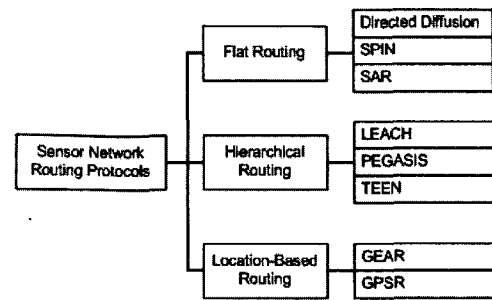 Directed Diffusion
Flat Routing
SPIN
SAR
Sensor Network
Routing Protocols
Hierarchical
Routing
LEACH
PEGASIS
TEEN
Location-Based
Routing
GEAR
GPSR